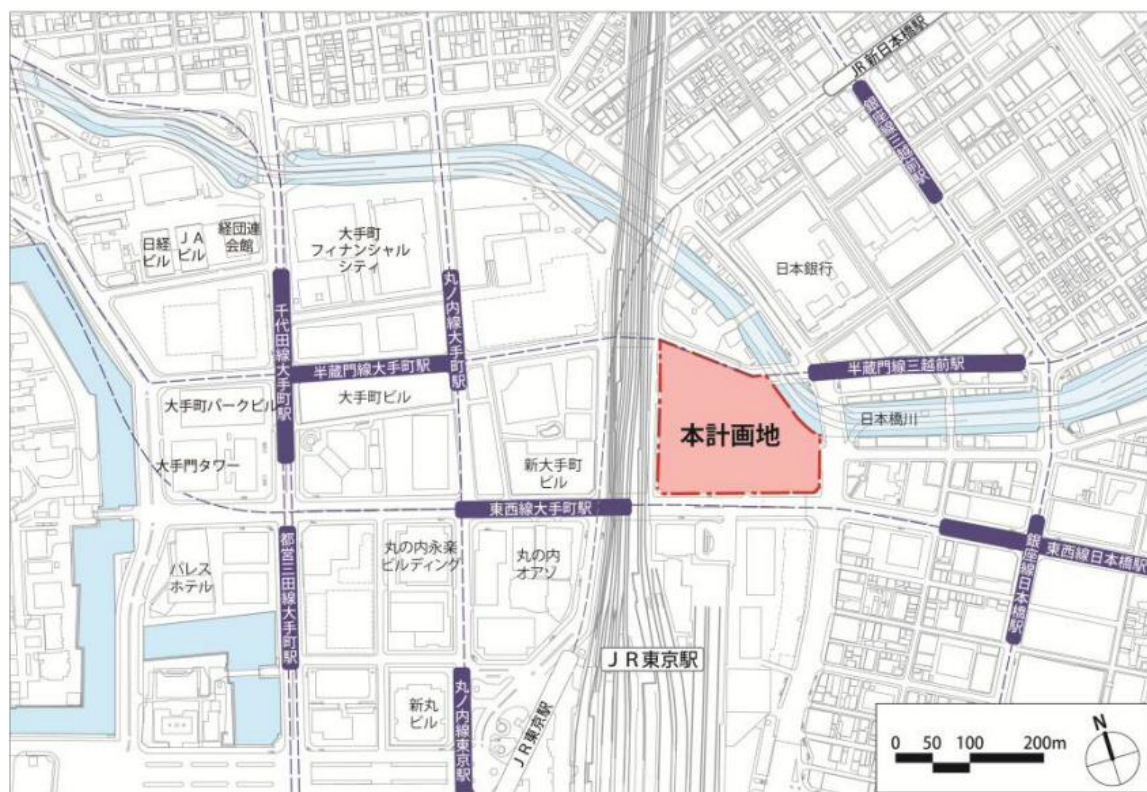 JR新日本橋駅
銀座線三越前駅
日経
ビル
JA
ビル
経団連
会館
大手町
フィナンシャル
シティ
日本銀行
千代田線大手町駅
丸ノ内線大手町駅
半蔵門線大手町駅
半蔵門線三越前駅
大手町パークビル
大手町ビル
日本橋川
本計画地
大手門タワー
新大手町
ビル
東西線大手町駅
都営三田線大手町駅
パレス
ホテル
丸の内永楽
ビルディング
丸の内
オアゾ
銀座線日本橋駅
東西線日本橋駅
JR東京駅
丸ノ内線東京駅
新丸
ビル
JR東京駅
0 50 100 200m
N